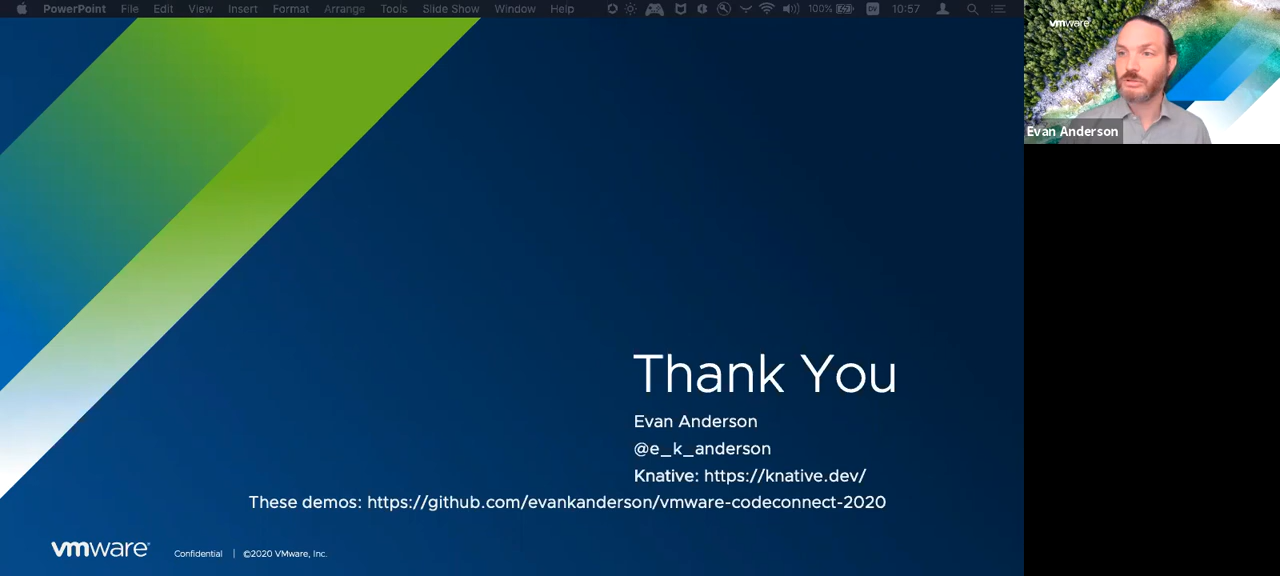 PowerPoint File Edit View Insert Format Arrange Tools Slide Show Window Help 100% DV 10:57
vmware
Evan Anderson
Thank You
Evan Anderson
@e_k_anderson
Knative: https://knative.dev/
These demos: https://github.com/evankanderson/vmware-codeconnect-2020
vmware® Confidential | ©2020 VMware, Inc.